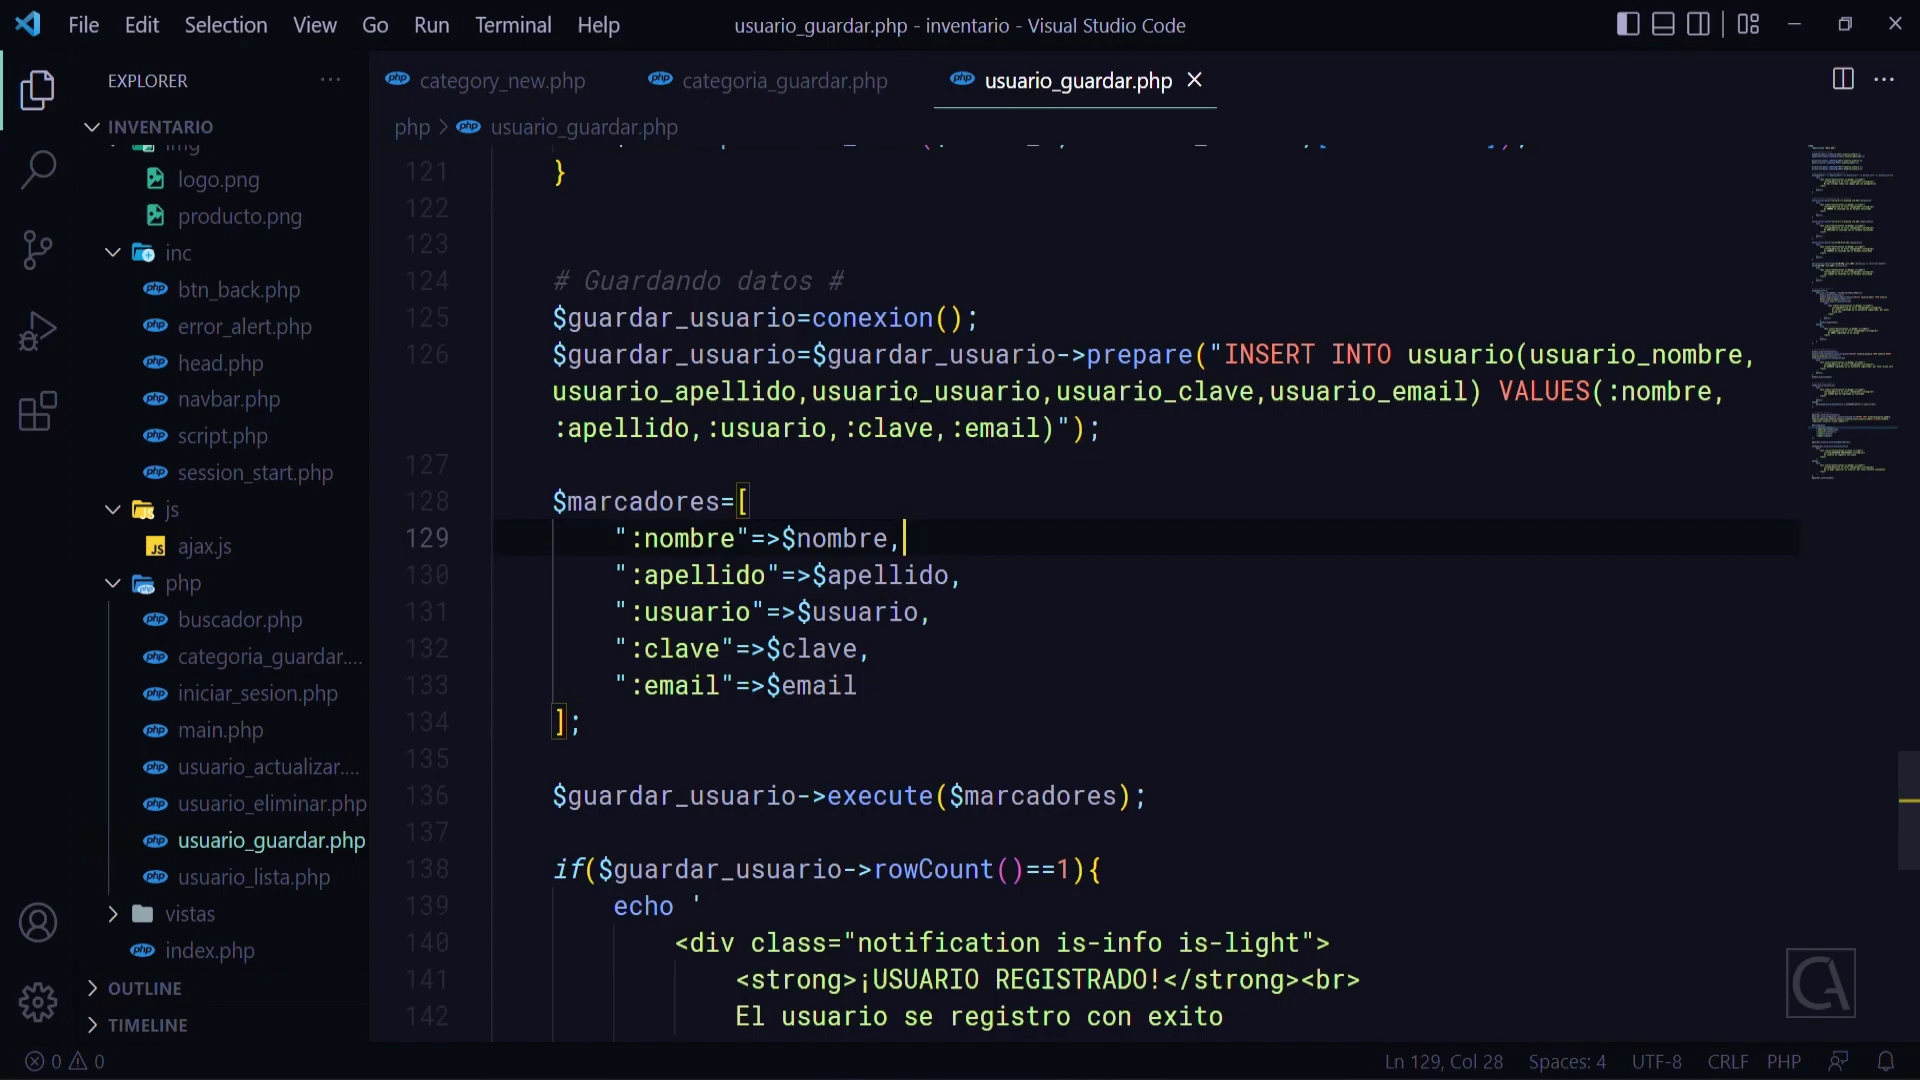 File Edit Selection View Go Run Terminal Help
usuario_guardar.php - inventario - Visual Studio Code
EXPLORER
INVENTARIO
img
logo.png
producto.png
inc
btn_back.php
error_alert.php
head.php
navbar.php
script.php
session_start.php
js
JS ajax.js
php
buscador.php
categoria_guardar....
iniciar_sesion.php
main.php
usuario_actualizar....
usuario_eliminar.php
usuario_guardar.php
usuario_lista.php
vistas
index.php
OUTLINE
TIMELINE
category_new.php categoria_guardar.php usuario_guardar.php
php > usuario_guardar.php
121 }
122
123
124 # Guardando datos #
125 $guardar_usuario=conexion();
126 $guardar_usuario=$guardar_usuario->prepare("INSERT INTO usuario(usuario_nombre,
usuario_apellido,usuario_usuario,usuario_clave,usuario_email) VALUES(:nombre,
:apellido,:usuario,:clave,:email)");
127
128 $marcadores=[
129 ":nombre"=>$nombre,
130 ":apellido"=>$apellido,
131 ":usuario"=>$usuario,
132 ":clave"=>$clave,
133 ":email"=>$email
134 ];
135
136 $guardar_usuario->execute($marcadores);
137
138 if($guardar_usuario->rowCount()==1){
139 echo '
140 <div class="notification is-info is-light">
141 <strong>¡USUARIO REGISTRADO!</strong><br>
142 El usuario se registro con exito
CA
0 0
Ln 129, Col 28 Spaces: 4 UTF-8 CRLF PHP